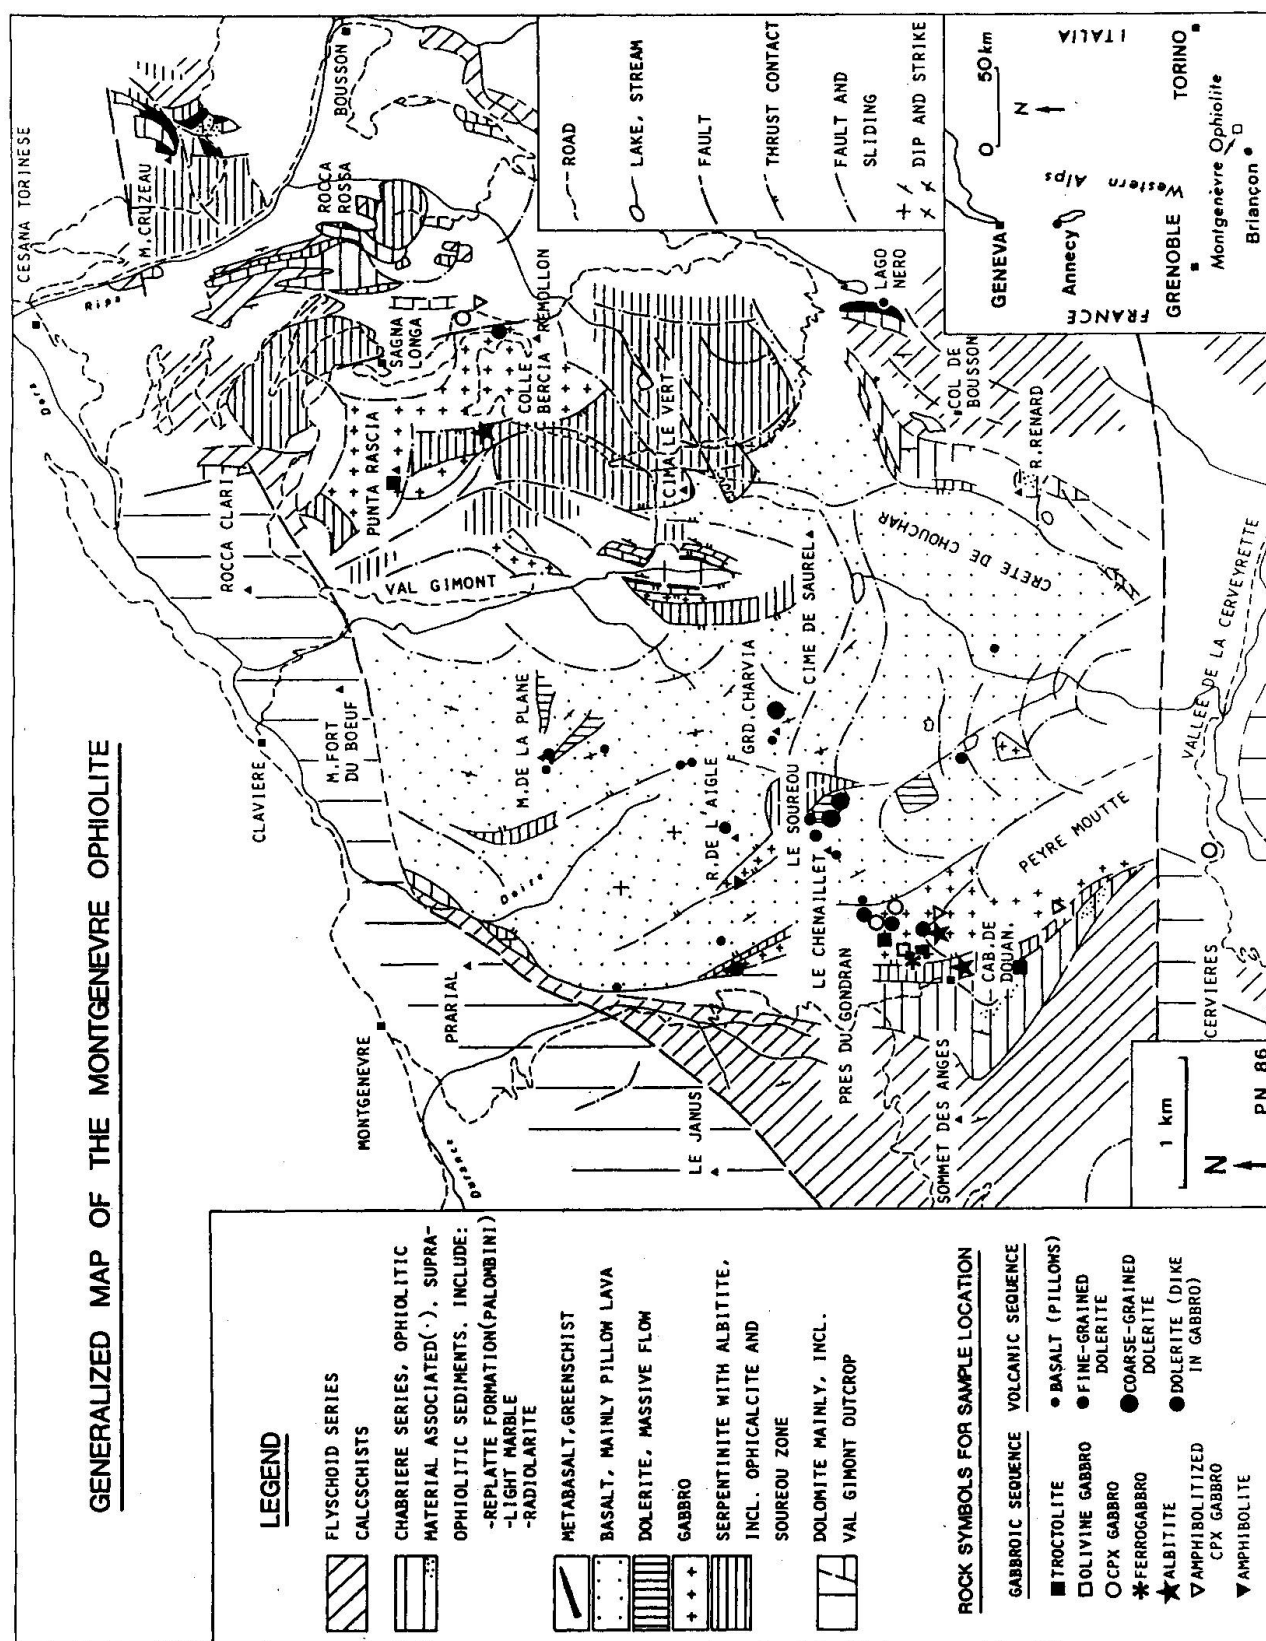 GENERALIZED MAP OF THE MONTGENEVRE OPHIOLITE
LEGEND
FLYSCHOID SERIES
CALCSCHISTS
CHABRIERE SERIES, OPHIOLITIC
MATERIAL ASSOCIATED(·), SUPRA-
OPHIOLITIC SEDIMENTS. INCLUDE:
-REPLATTE FORMATION(PALOMBINI)
-LIGHT MARBLE
-RADIOLARITE
METABASALT,GREENSCHIST
BASALT, MAINLY PILLOW LAVA
DOLERITE, MASSIVE FLOW
GABBRO
SERPENTINITE WITH ALBITITE,
INCL. OPHICALCITE AND
SOUREOU ZONE
DOLOMITE MAINLY, INCL.
VAL GIMONT OUTCROP
ROCK SYMBOLS FOR SAMPLE LOCATION
GABBROIC SEQUENCE
TROCTOLITE
OLIVINE GABBRO
CPX GABBRO
FERROGABBRO
ALBITITE
AMPHIBOLITIZED
CPX GABBRO
AMPHIBOLITE
VOLCANIC SEQUENCE
BASALT (PILLOWS)
FINE-GRAINED
DOLERITE
COARSE-GRAINED
DOLERITE
DOLERITE (DIKE
IN GABBRO)
CESANA TORINESE
BOUSSON
M.CRUZEAU
Ripa
Dora
ROCCA
ROSSA
SAGNA
LONGA
REMOLLON
COLLE
BERCIA
PUNTA RASCIA
ROCCA CLARI
VAL GIMONT
CIMA LE VERT
LAGO
NERO
COL DE
BOUSSON
R.RENARD
CRETE DE CHOUCHAR
CIME DE SAUREL
CLAVIERE
M.FORT
DU BOEUF
M.DE LA PLANE
GRD.CHARVIA
R.DE L'AIGLE
LE SOUREOU
LE CHENAILLET
Doire
PEYRE MOUTTE
VALLEE DE LA CERVEYRETTE
MONTGENEVRE
PRARIAL
Durance
LE JANUS
PRES DU GONDRAN
CAB.DE
DOUAN.
SOMMET DES ANGES
CERVIERES
1 km
N
PN 86
ROAD
LAKE, STREAM
FAULT
THRUST CONTACT
FAULT AND
SLIDING
DIP AND STRIKE
0 50km
N
GENEVA
Annecy
FRANCE
Western Alps
ITALIA
GRENOBLE
TORINO
Montgenèvre Ophiolite
Briançon